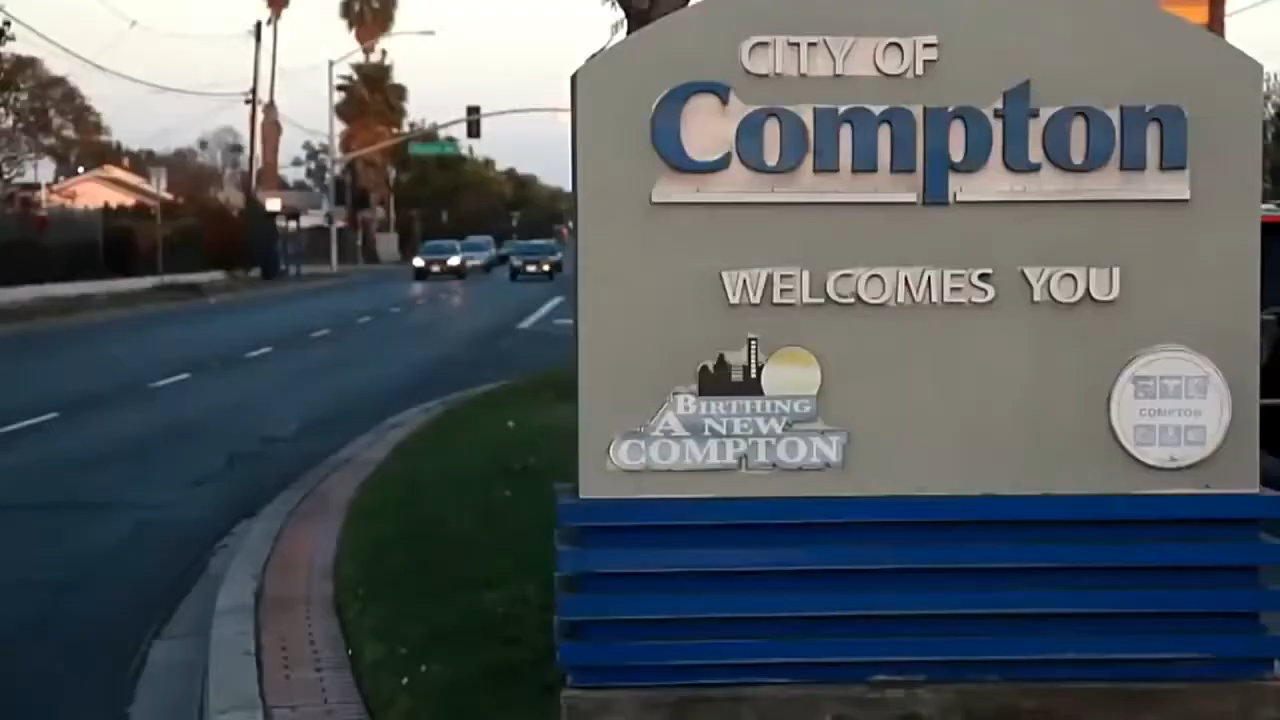 CITY OF
Compton
WELCOMES YOU
BIRTHING
A NEW
COMPTON
COMPTON